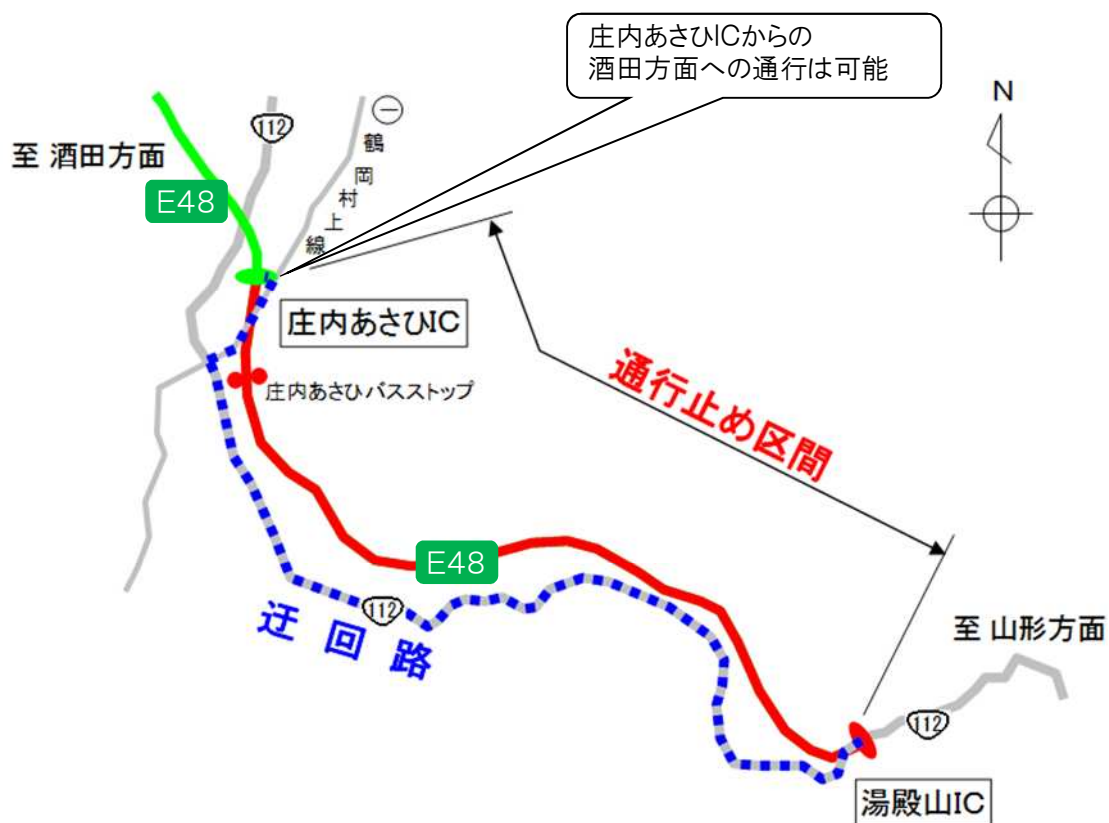 庄内あさひICからの
酒田方面への通行は可能
N
112
㊀鶴岡村上線
至 酒田方面
E48
庄内あさひIC
庄内あさひバスストップ
通行止め区間
E48
112
迂回路
至 山形方面
112
湯殿山IC